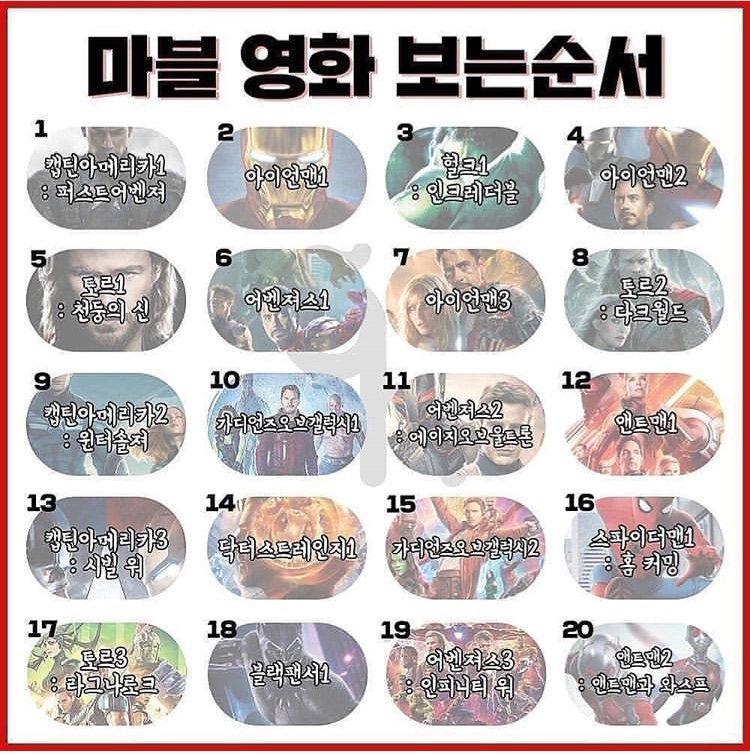 마블 영화 보는순서
1
캡틴아메리카1
: 퍼스트어벤져
2
아이언맨1
3
헐크1
: 인크레더블
4
아이언맨2
5
토르1
: 천둥의 신
6
어벤져스1
7
아이언맨3
8
토르2
: 다크월드
9
캡틴아메리카2
: 윈터솔져
10
가디언즈오브갤럭시1
11
어벤져스2
: 에이지오브울트론
12
앤트맨1
13
캡틴아메리카3
: 시빌 워
14
닥터스트레인지1
15
가디언즈오브갤럭시2
16
스파이더맨1
: 홈 커밍
17
토르3
: 라그나로크
18
블랙팬서1
19
어벤져스3
: 인피니티 워
20
앤트맨2
: 앤트맨과 와스프